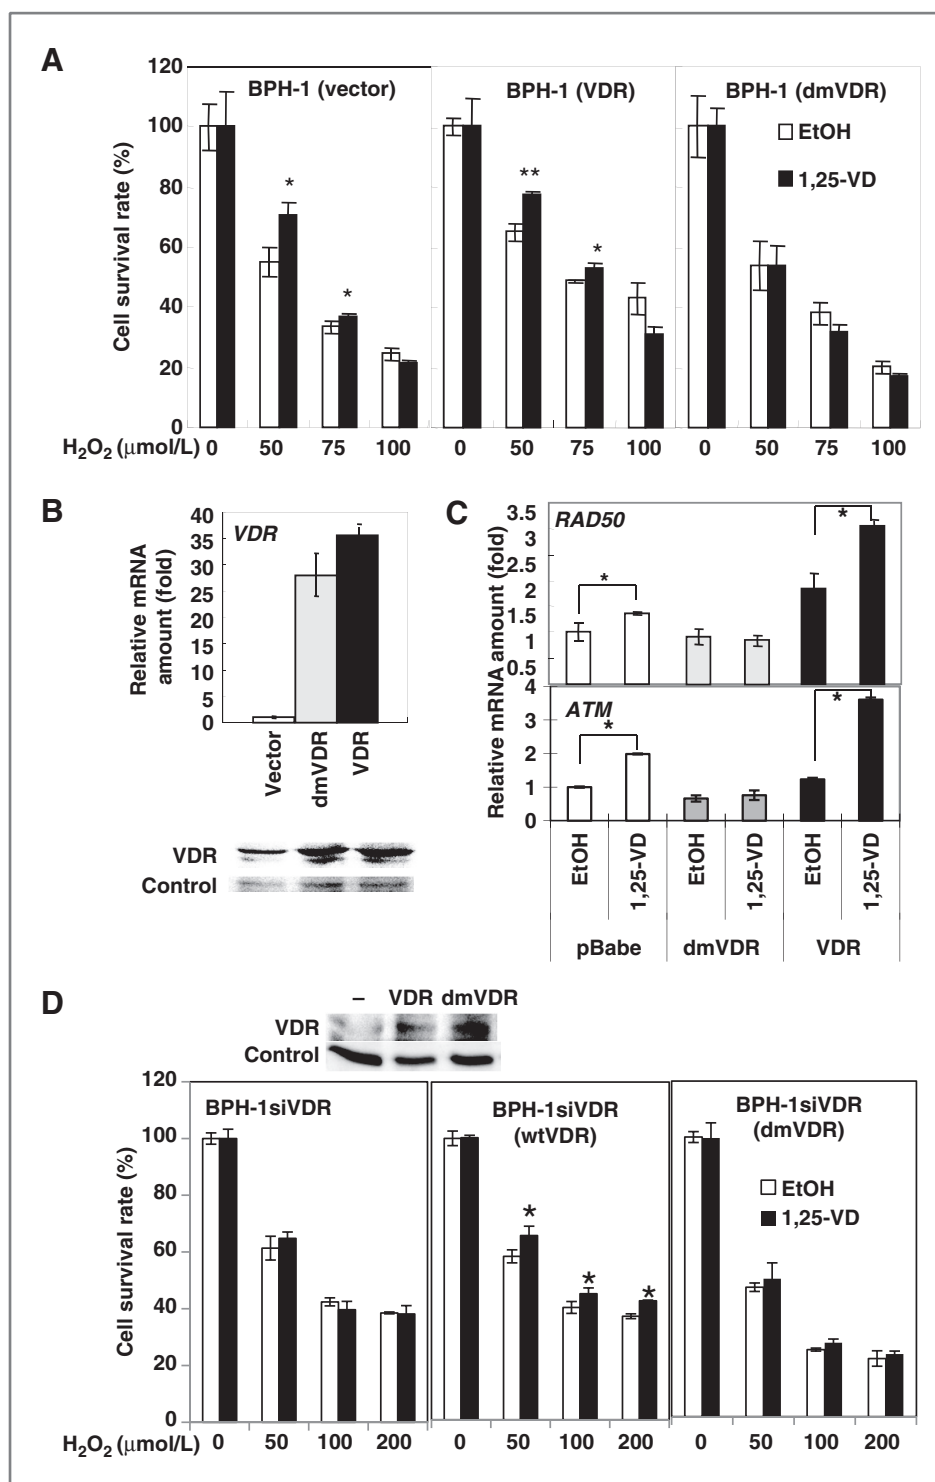 A
120
100
80
60
40
20
0
Cell survival rate (%)
BPH-1 (vector)
BPH-1 (VDR)
BPH-1 (dmVDR)
EtOH
1,25-VD
*
*
**
*
H₂O₂ (μmol/L) 0 50 75 100 0 50 75 100 0 50 75 100
B
40
35
30
25
20
15
10
5
0
Relative mRNA
amount (fold)
VDR
Vector
dmVDR
VDR
VDR
Control
C
3.5
3
2.5
2
1.5
1
0.5
RAD50
*
*
4
3
2
1
0
ATM
*
*
Relative mRNA amount (fold)
EtOH
1,25-VD
EtOH
1,25-VD
EtOH
1,25-VD
pBabe dmVDR VDR
D
– VDR dmVDR
VDR
Control
120
100
80
60
40
20
0
Cell survival rate (%)
BPH-1siVDR
BPH-1siVDR
(wtVDR)
BPH-1siVDR
(dmVDR)
EtOH
1,25-VD
*
*
*
H₂O₂ (μmol/L) 0 50 100 200 0 50 100 200 0 50 100 200